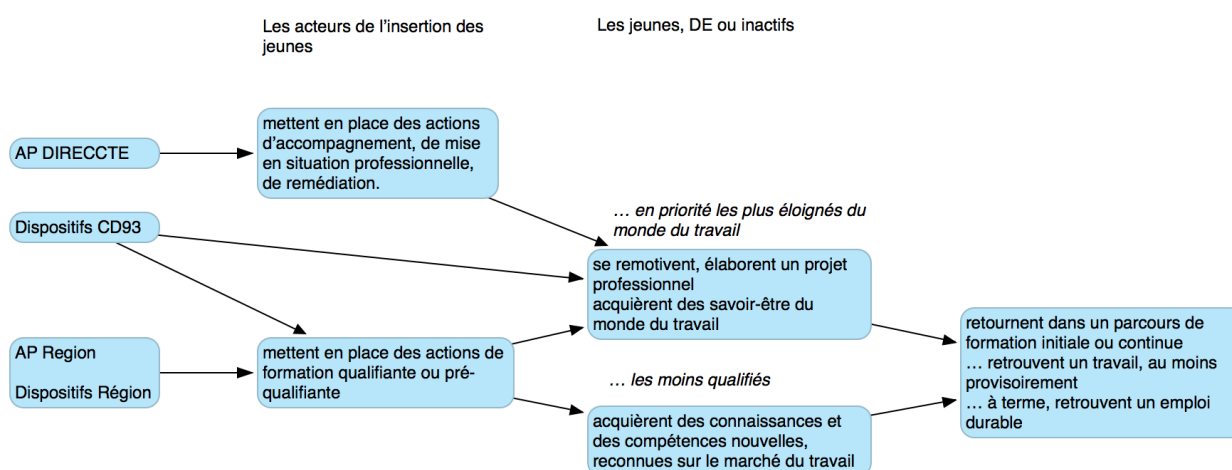 Les acteurs de l’insertion des
jeunes
Les jeunes, DE ou inactifs
AP DIRECCTE
mettent en place des actions
d’accompagnement, de mise
en situation professionnelle,
de remédiation.
Dispositifs CD93
… en priorité les plus éloignés du
monde du travail
se remotivent, élaborent un projet
professionnel
acquièrent des savoir-être du
monde du travail
AP Region
Dispositifs Région
mettent en place des actions de
formation qualifiante ou pré-
qualifiante
… les moins qualifiés
acquièrent des connaissances et
des compétences nouvelles,
reconnues sur le marché du travail
retournent dans un parcours de
formation initiale ou continue
… retrouvent un travail, au moins
provisoirement
… à terme, retrouvent un emploi
durable